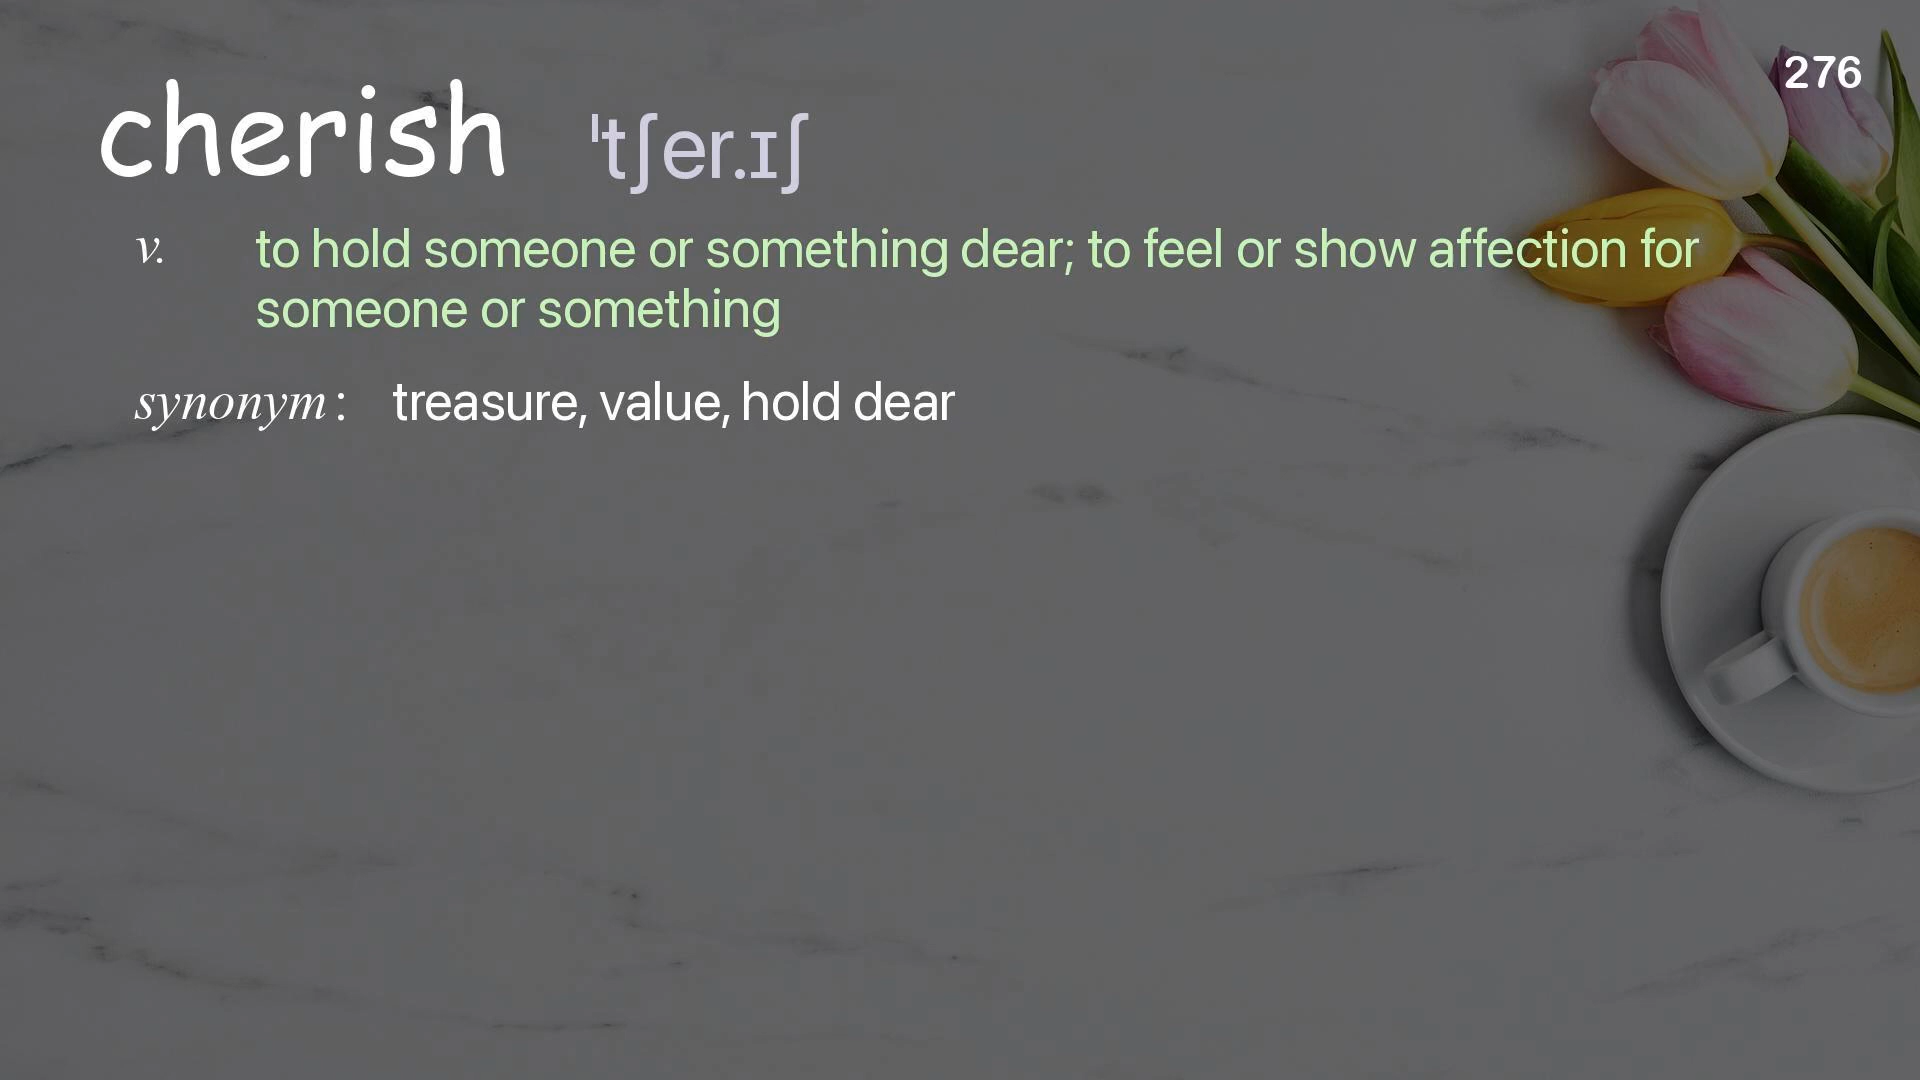 276
cherish ˈtʃer.ɪʃ
v. to hold someone or something dear; to feel or show affection for
someone or something
synonym : treasure, value, hold dear